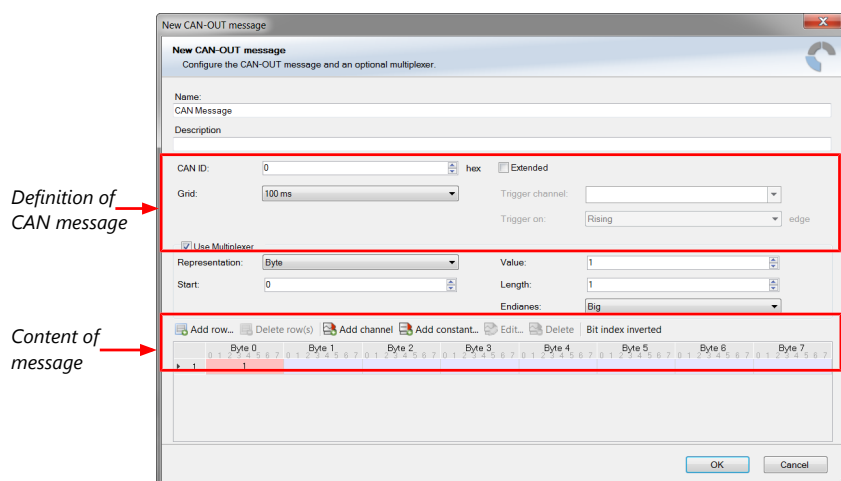 New CAN-OUT message
New CAN-OUT message
Configure the CAN-OUT message and an optional multiplexer.
Name:
CAN Message
Description
CAN ID: 0 hex Extended
Grid: 100 ms Trigger channel:
Trigger on: Rising edge
Use Multiplexer
Representation: Byte Value: 1
Start: 0 Length: 1
Endianes: Big
Definition of
CAN message
Add row... Delete row(s) Add channel Add constant... Edit... Delete Bit index inverted
Content of
message
Byte 0 Byte 1 Byte 2 Byte 3 Byte 4 Byte 5 Byte 6 Byte 7
0 1 2 3 4 5 6 7 0 1 2 3 4 5 6 7 0 1 2 3 4 5 6 7 0 1 2 3 4 5 6 7 0 1 2 3 4 5 6 7 0 1 2 3 4 5 6 7 0 1 2 3 4 5 6 7 0 1 2 3 4 5 6 7
1 1
OK Cancel